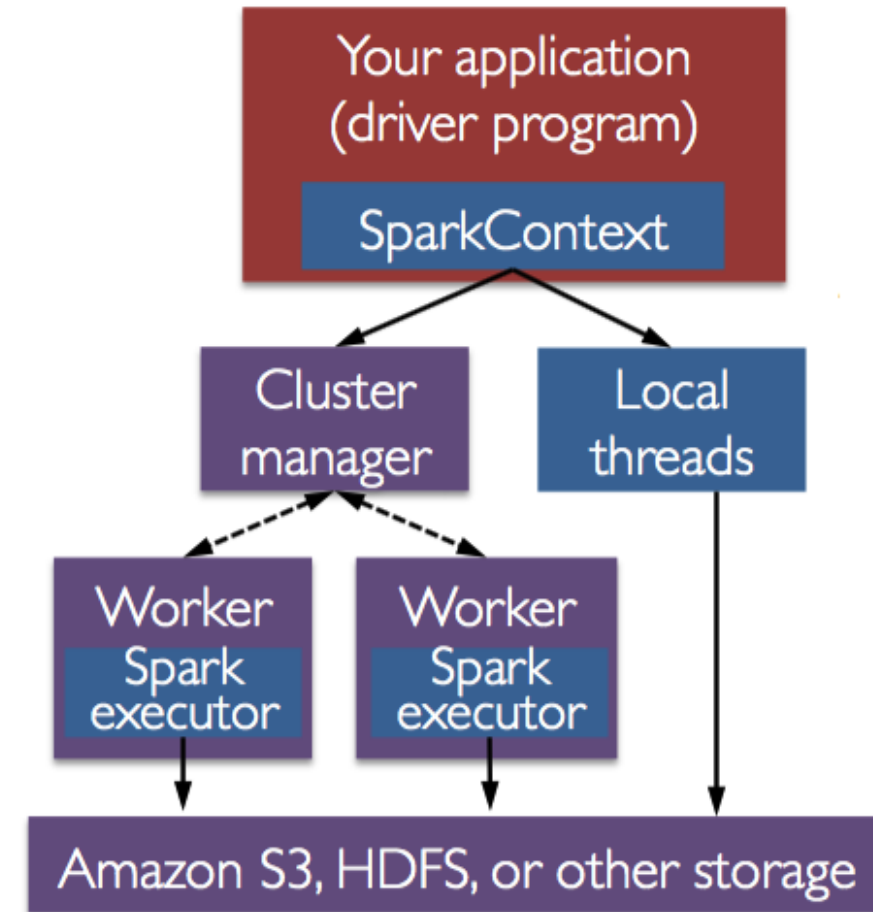 Your application
(driver program)
SparkContext
Cluster
manager
Local
threads
Worker
Spark
executor
Worker
Spark
executor
Amazon S3, HDFS, or other storage